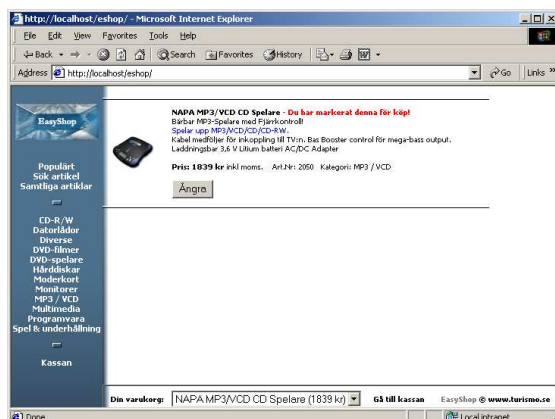 http://localhost/eshop/ - Microsoft Internet Explorer
File Edit View Favorites Tools Help
Back Search Favorites History
Address http://localhost/eshop/ Go Links »
EasyShop
Populärt
Sök artikel
Samtliga artiklar
CD-R/W
Datorlådor
Diverse
DVD-filmer
DVD-spelare
Hårddiskar
Moderkort
Monitorer
MP3 / VCD
Multimedia
Programvara
Spel & underhållning
Kassan
NAPA MP3/VCD CD Spelare - Du har markerat denna för köp!
Bärbar MP3-Spelare med Fjärrkontroll!
Spelar upp MP3/VCD/CD/CD-RW.
Kabel medföljer för inkoppling till TV:n. Bas Booster control för mega-bass output.
Laddningsbar 3,6 V Litium batteri AC/DC Adapter
Pris: 1839 kr inkl moms. Art.Nr: 2050 Kategori: MP3 / VCD
Ångra
Din varukorg: NAPA MP3/VCD CD Spelare (1839 kr) Gå till kassan EasyShop © www.turismo.se
Done Local intranet